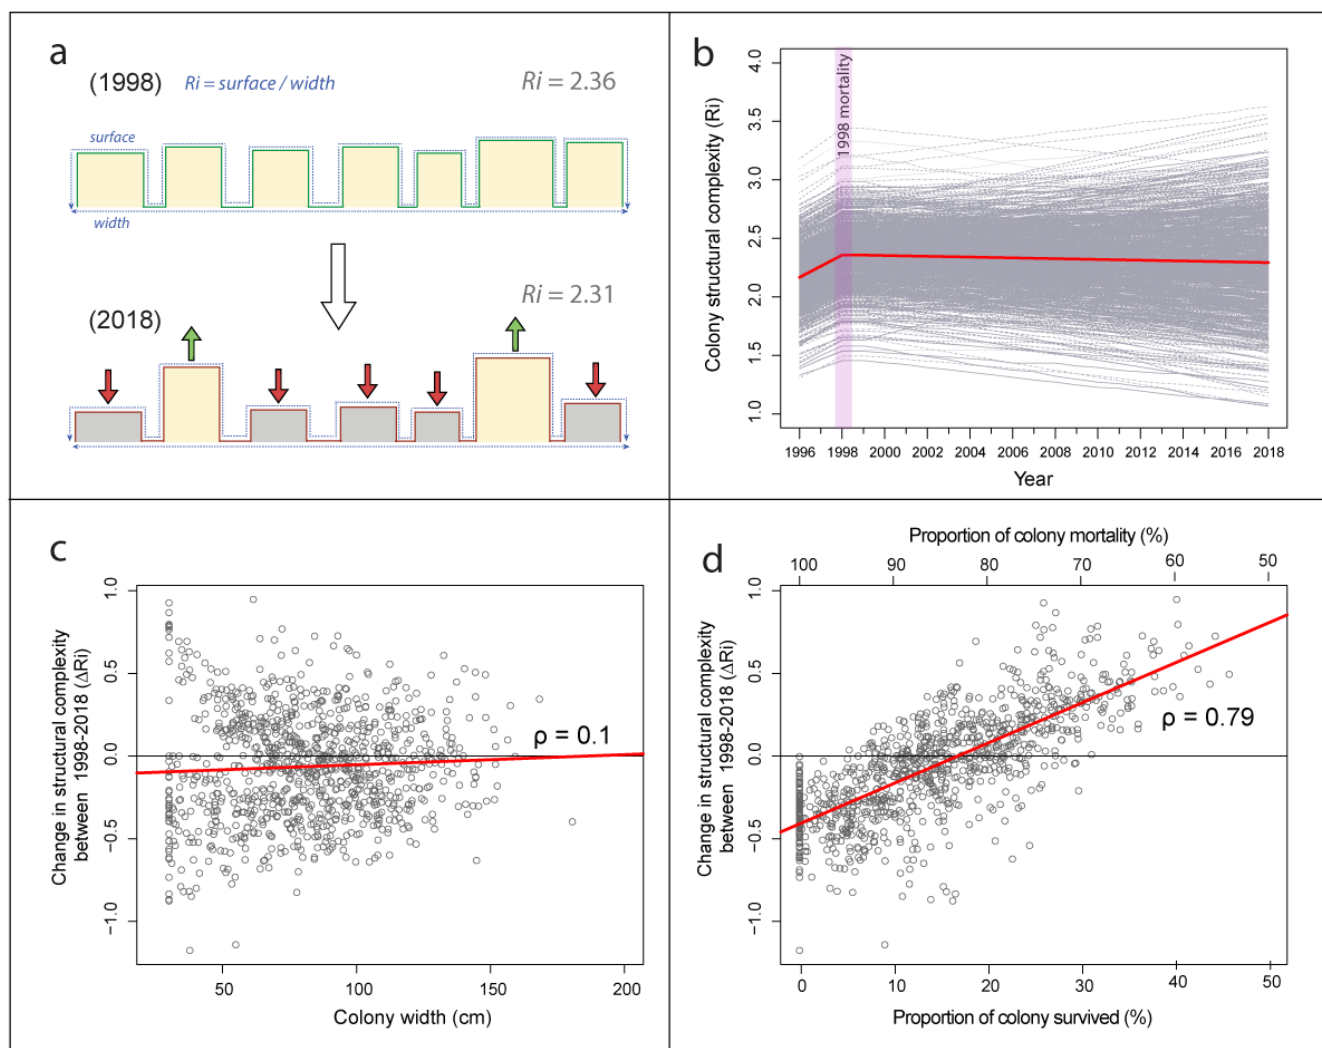 a
(1998)
Ri = surface / width
Ri = 2.36
surface
width
(2018)
Ri = 2.31
b
Colony structural complexity (Ri)
4.0
3.5
3.0
2.5
2.0
1.5
1.0
1998 mortality
1996 1998 2000 2002 2004 2006 2008 2010 2012 2014 2016 2018
Year
c
Change in structural complexity
between 1998-2018 (ΔRi)
1.0
0.5
0.0
−0.5
−1.0
ρ = 0.1
50 100 150 200
Colony width (cm)
d
Proportion of colony mortality (%)
100 90 80 70 60 50
Change in structural complexity
between 1998-2018 (ΔRi)
1.0
0.5
0.0
−0.5
−1.0
ρ = 0.79
0 10 20 30 40 50
Proportion of colony survived (%)